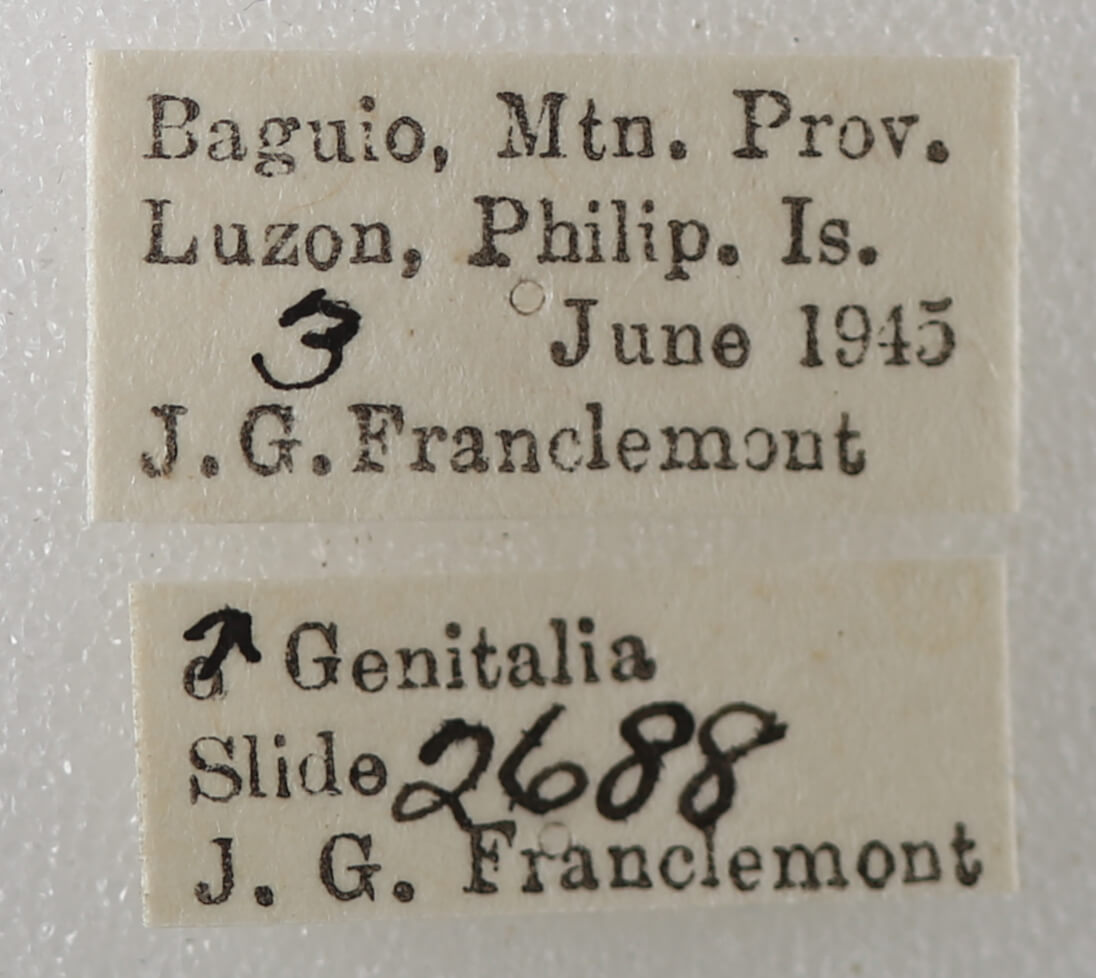 Baguio, Mtn. Prov.
Luzon, Philip. Is.
3 June 1945
J. G. Franclemont
♂ Genitalia
Slide 2688
J. G. Franclemont